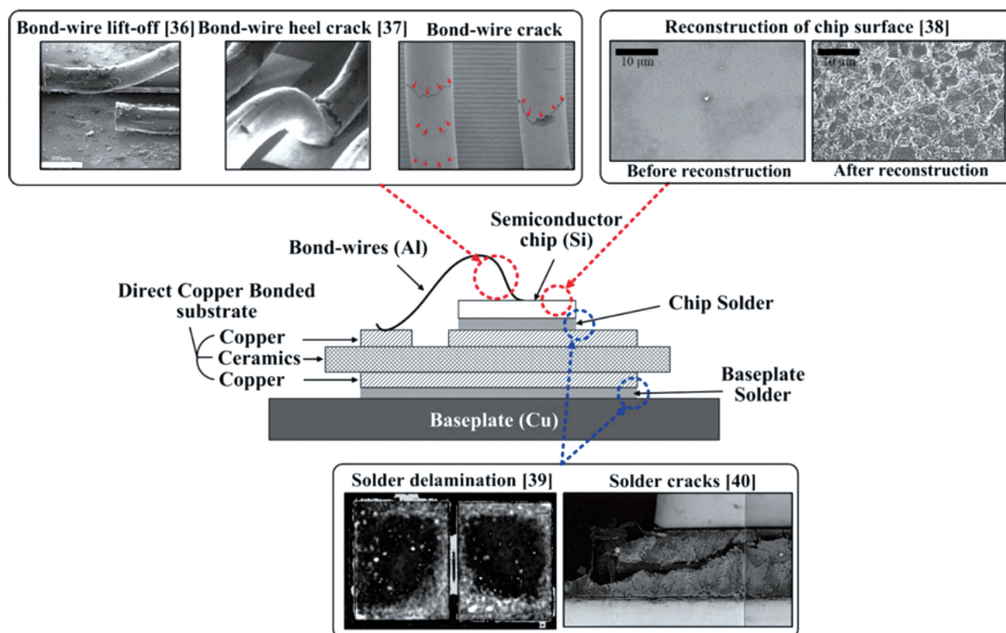 Bond-wire lift-off [36]
Bond-wire heel crack [37]
Bond-wire crack
Reconstruction of chip surface [38]
10 μm
10 μm
Before reconstruction
After reconstruction
Semiconductor
chip (Si)
Bond-wires (Al)
Direct Copper Bonded
substrate
Chip Solder
Copper
Ceramics
Copper
Baseplate
Solder
Baseplate (Cu)
Solder delamination [39]
Solder cracks [40]